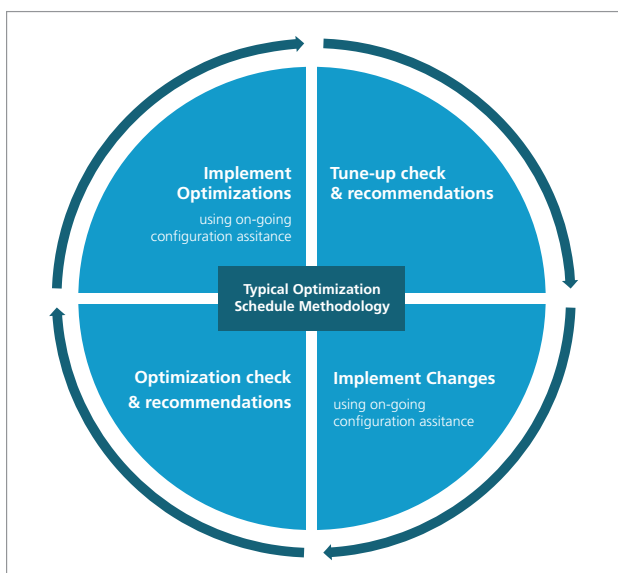 Implement
Optimizations
using on-going
configuration assitance
Tune-up check
& recommendations
Typical Optimization
Schedule Methodology
Optimization check
& recommendations
Implement Changes
using on-going
configuration assitance